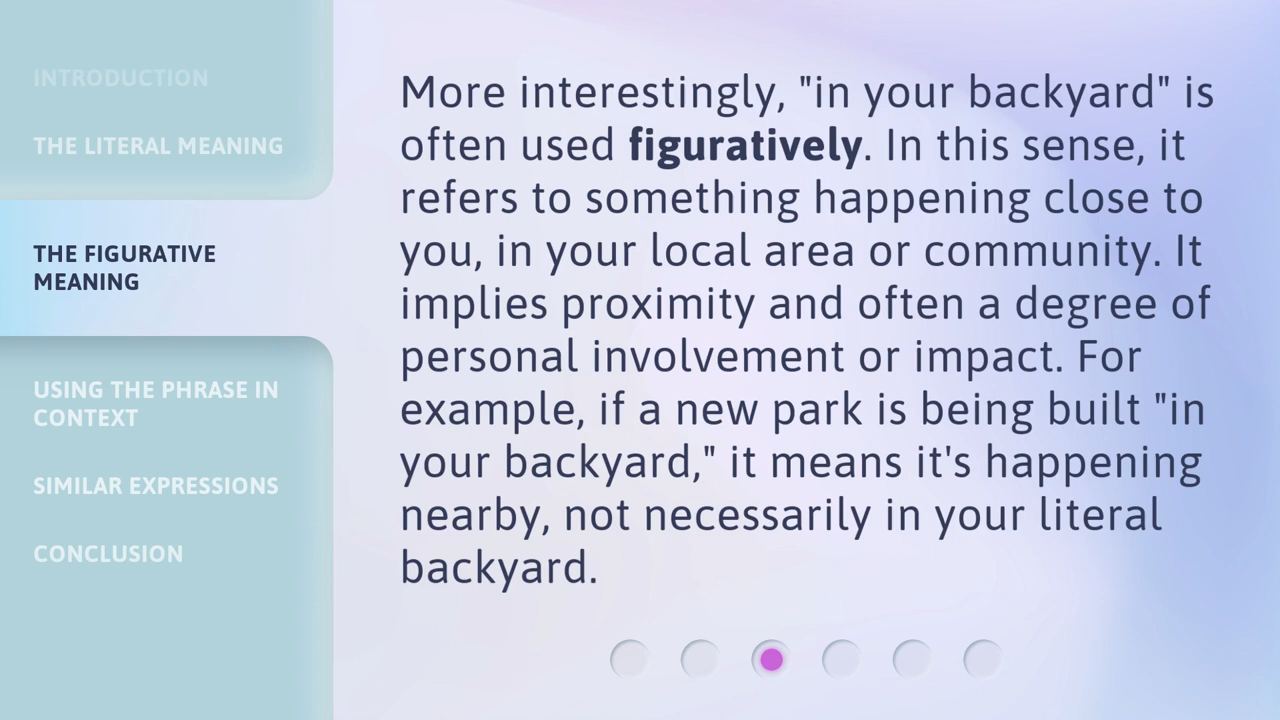 INTRODUCTION
THE LITERAL MEANING
THE FIGURATIVE
MEANING
USING THE PHRASE IN
CONTEXT
SIMILAR EXPRESSIONS
CONCLUSION
More interestingly, "in your backyard" is
often used figuratively. In this sense, it
refers to something happening close to
you, in your local area or community. It
implies proximity and often a degree of
personal involvement or impact. For
example, if a new park is being built "in
your backyard," it means it's happening
nearby, not necessarily in your literal
backyard.